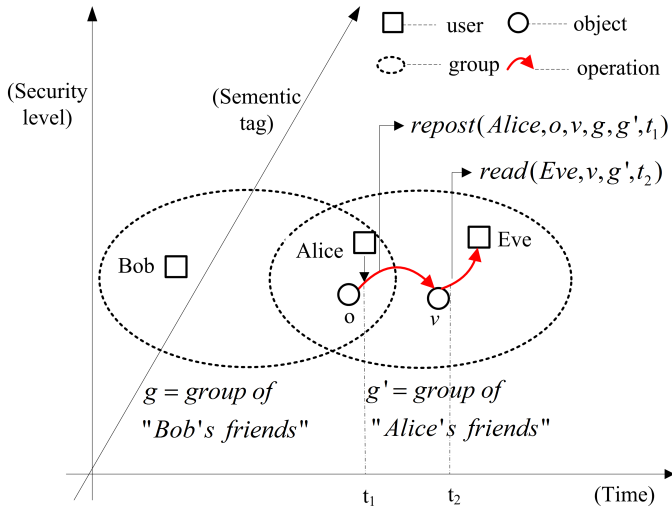 user
object
group
operation
(Security
level)
(Sementic
tag)
repost(Alice,o,v,g,g',t₁)
read(Eve,v,g',t₂)
Bob
Alice
Eve
o
v
g = group of
"Bob's friends"
g' = group of
"Alice's friends"
t₁
t₂
(Time)